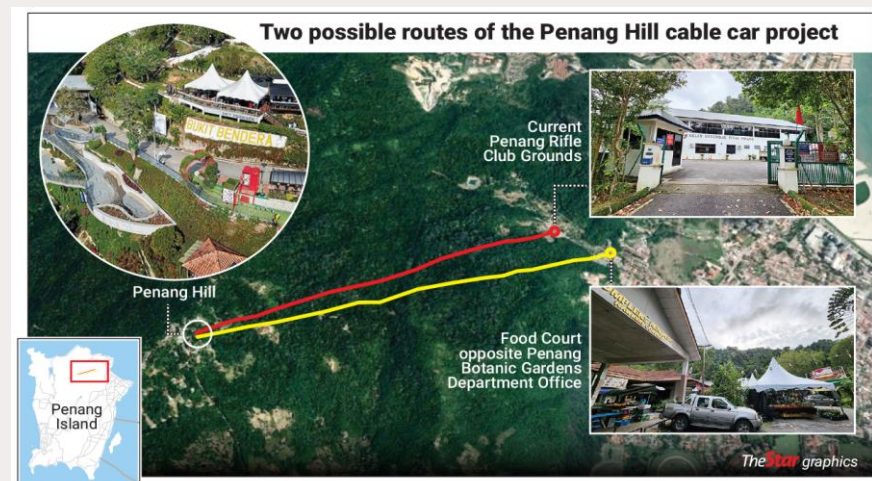 Two possible routes of the Penang Hill cable car project
BUKIT BENDERA
Current
Penang Rifle
Club Grounds
Penang Hill
Food Court
opposite Penang
Botanic Gardens
Department Office
Penang
Island
TheStar graphics